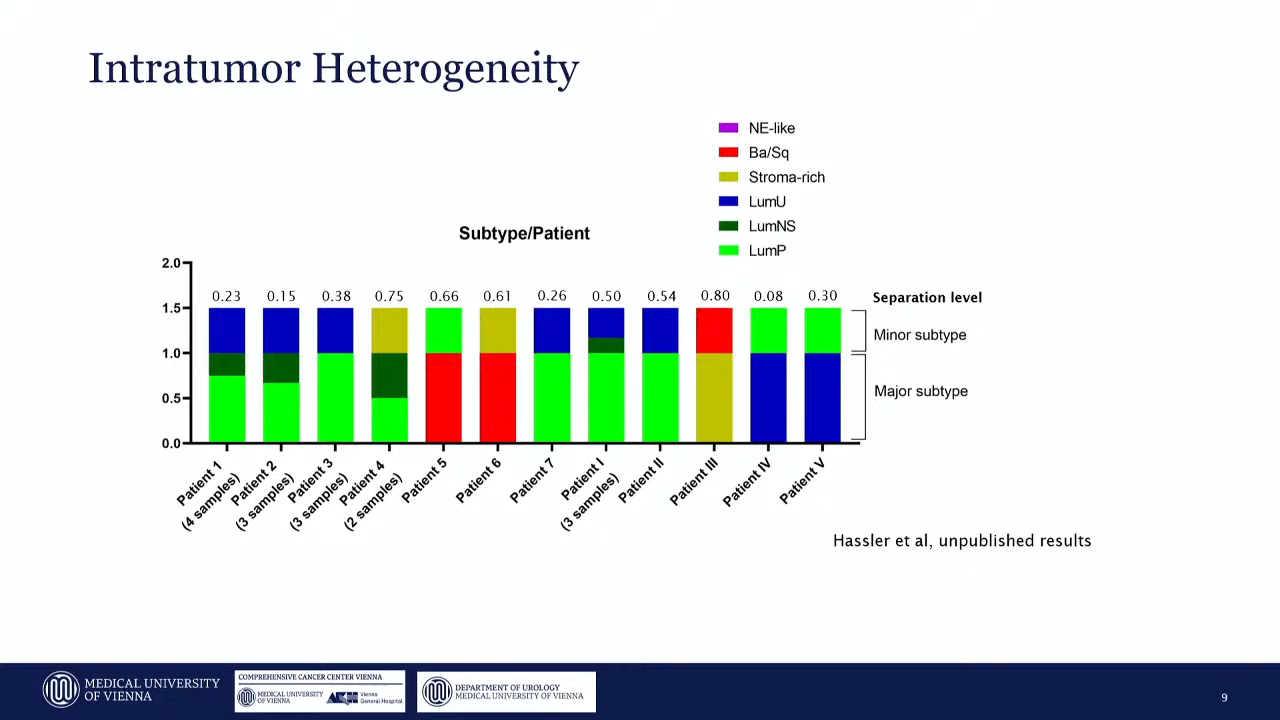 Intratumor Heterogeneity
NE-like
Ba/Sq
Stroma-rich
LumU
LumNS
LumP
Subtype/Patient
2.0
1.5
1.0
0.5
0.0
0.23 0.15 0.38 0.75 0.66 0.61 0.26 0.50 0.54 0.80 0.08 0.30
Separation level
Minor subtype
Major subtype
Patient 1
(4 samples)
Patient 2
(3 samples)
Patient 3
(3 samples)
Patient 4
(2 samples)
Patient 5
Patient 6
Patient 7
Patient I
(3 samples)
Patient II
Patient III
Patient IV
Patient V
Hassler et al, unpublished results
MEDICAL UNIVERSITY
OF VIENNA
COMPREHENSIVE CANCER CENTER VIENNA
MEDICAL UNIVERSITY
OF VIENNA
AKH
Vienna
General Hospital
DEPARTMENT OF UROLOGY
MEDICAL UNIVERSITY OF VIENNA
9